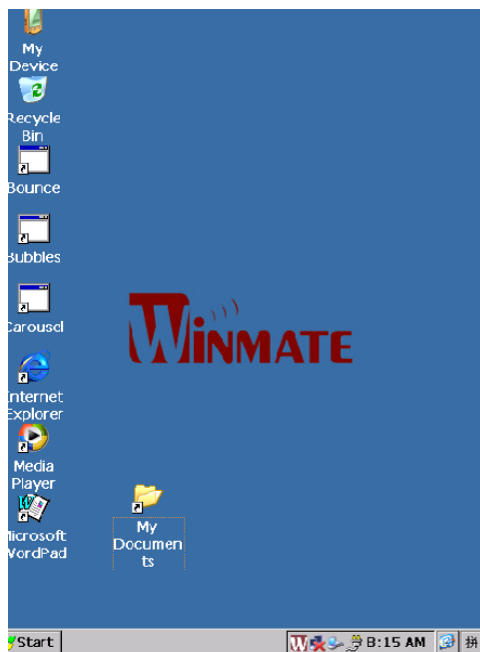 My
Device
Recycle
Bin
Bounce
Bubbles
Carousel
Internet
Explorer
Media
Player
Microsoft
WordPad
WINMATE
My
Documen
ts
Start
8:15 AM
拼